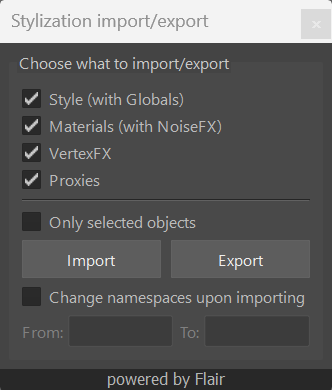 Stylization import/export
×
Choose what to import/export
Style (with Globals)
Materials (with NoiseFX)
VertexFX
Proxies
Only selected objects
Import Export
Change namespaces upon importing
From: To:
powered by Flair